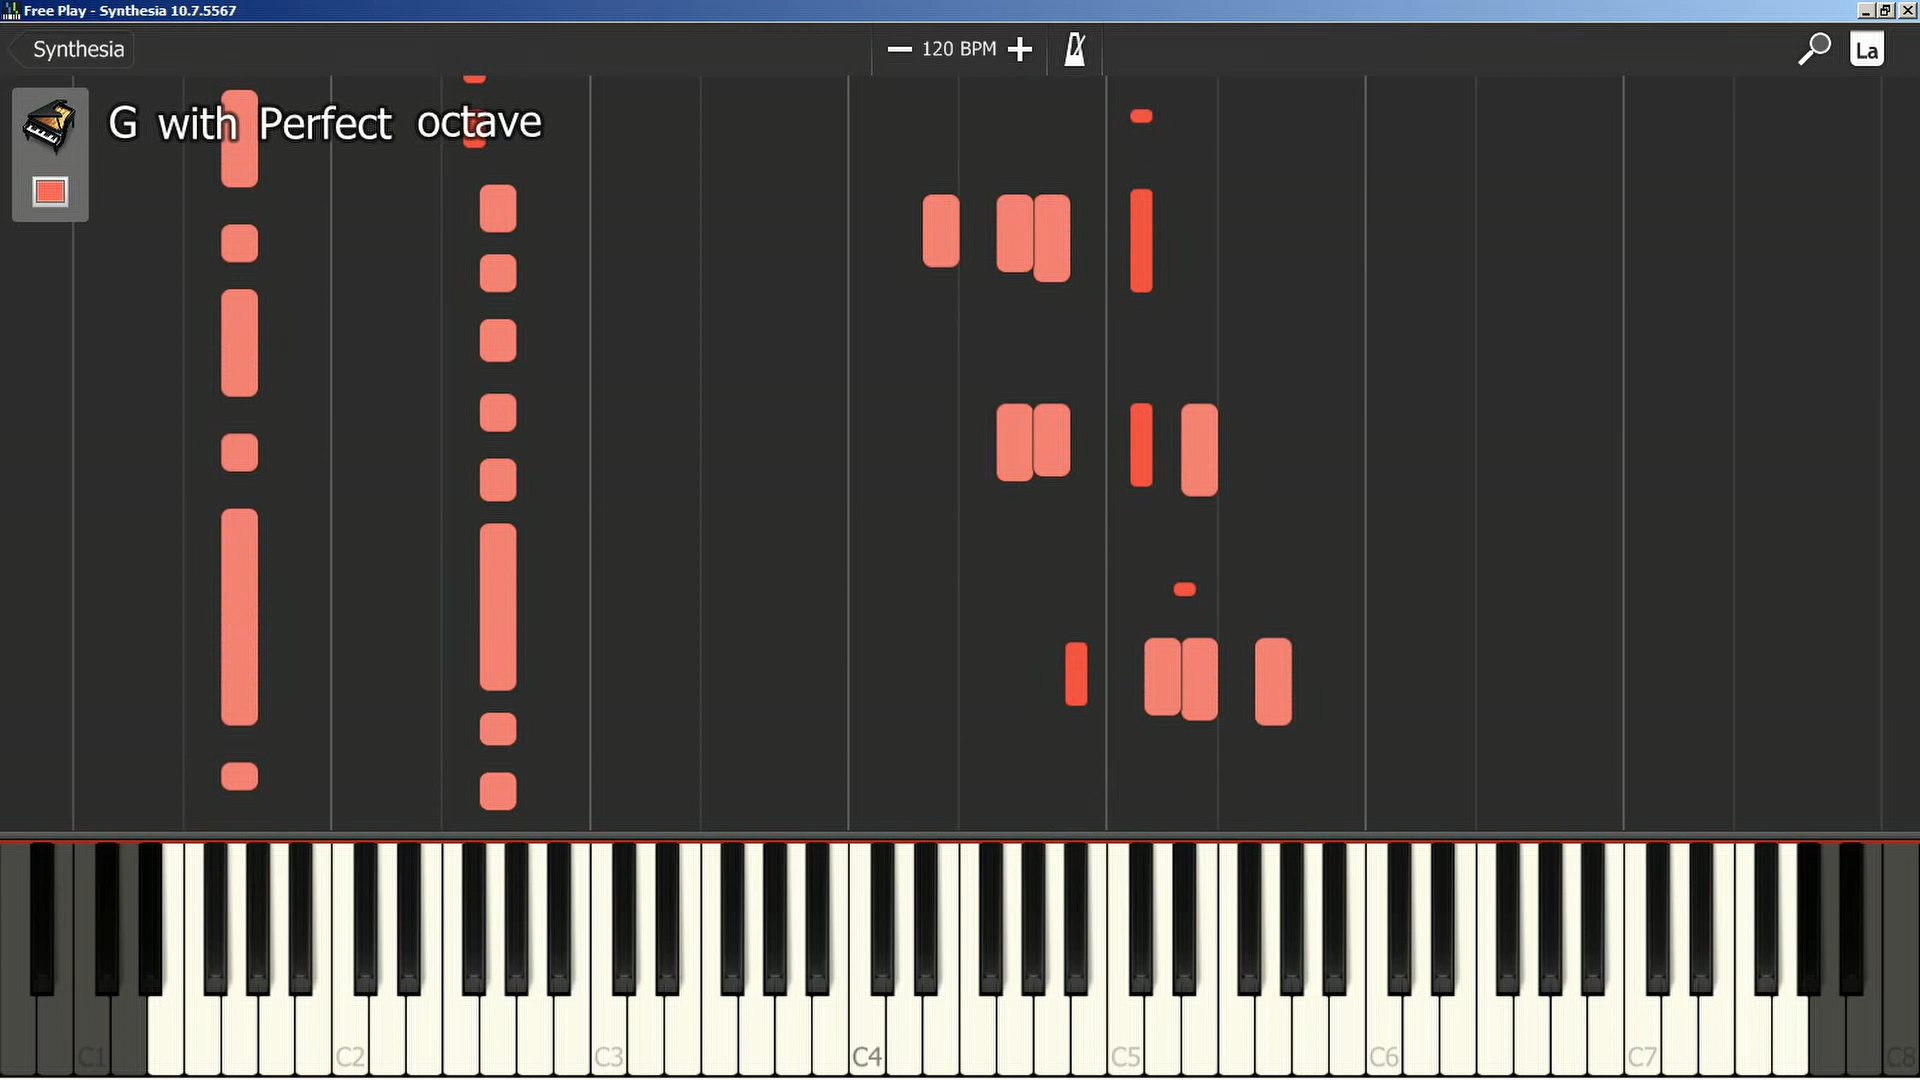 Free Play - Synthesia 10.7.5567
Synthesia
120 BPM
La
G with Perfect octave
C1
C2
C3
C4
C5
C6
C7
C8